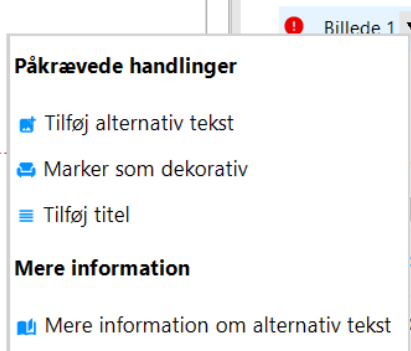 Billede 1
Påkrævede handlinger
Tilføj alternativ tekst
Marker som dekorativ
Tilføj titel
Mere information
Mere information om alternativ tekst